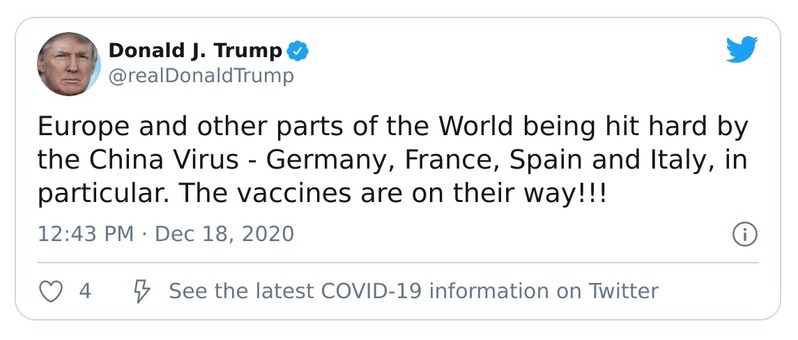 Donald J. Trump
@realDonaldTrump
Europe and other parts of the World being hit hard by
the China Virus - Germany, France, Spain and Italy, in
particular. The vaccines are on their way!!!
12:43 PM · Dec 18, 2020
4 See the latest COVID-19 information on Twitter